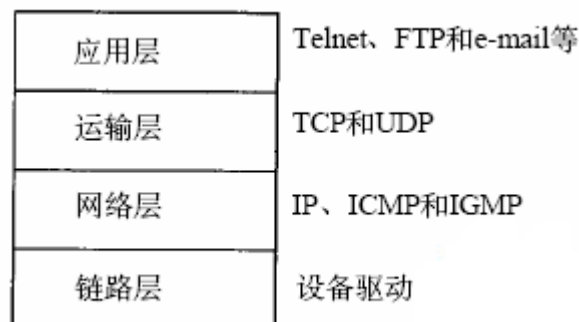 应用层 Telnet、FTP和e-mail等
运输层 TCP和UDP
网络层 IP、ICMP和IGMP
链路层 设备驱动